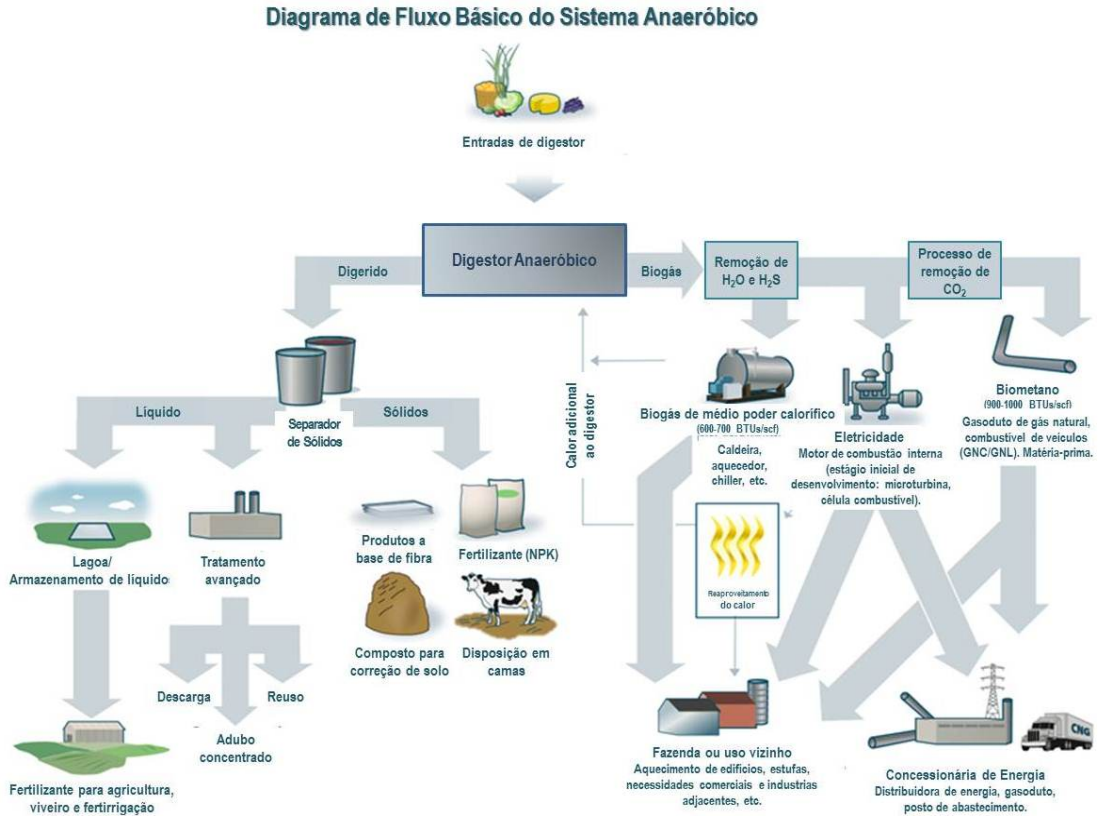 Diagrama de Fluxo Básico do Sistema Anaeróbico
Entradas de digestor
Digestor Anaeróbico
Digerido
Biogás
Remoção de
H₂O e H₂S
Processo de
remoção de
CO₂
Líquido
Separador
de Sólidos
Sólidos
Calor adicional
ao digestor
Biogás de médio poder calorífico
(600-700 BTUs/scf)
Caldeira,
aquecedor,
chiller, etc.
Eletricidade
Motor de combustão interna
(estágio inicial de
desenvolvimento: microturbina,
célula combustível).
Biometano
(900-1000 BTUs/scf)
Gasoduto de gás natural,
combustível de veículos
(GNC/GNL). Matéria-prima.
Lagoa/
Armazenamento de líquido
Tratamento
avançado
Produtos a
base de fibra
Fertilizante (NPK)
Composto para
correção de solo
Disposição em
camas
Reaproveitamento
do calor
Descarga
Reuso
Adubo
concentrado
Fertilizante para agricultura,
viveiro e fertirrigação
Fazenda ou uso vizinho
Aquecimento de edifícios, estufas,
necessidades comerciais e industrias
adjacentes, etc.
CNG
Concessionária de Energia
Distribuidora de energia, gasoduto,
posto de abastecimento.